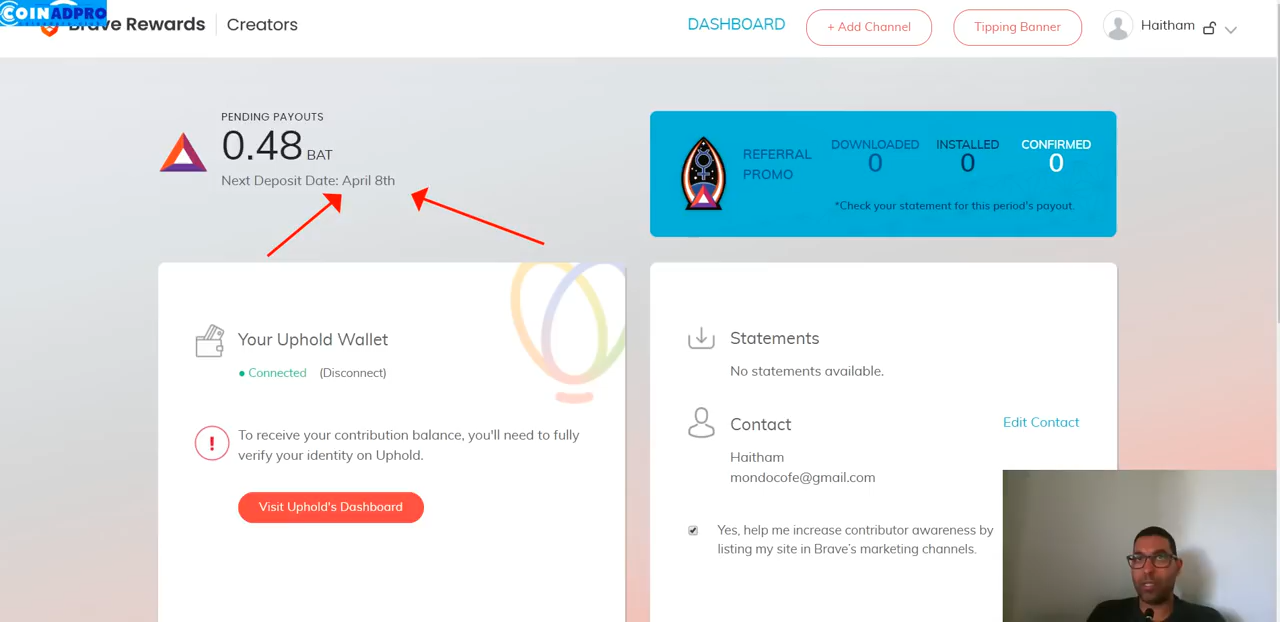 COINADPRO
Brave Rewards
Creators
DASHBOARD
+ Add Channel
Tipping Banner
Haitham
PENDING PAYOUTS
0.48 BAT
Next Deposit Date: April 8th
REFERRAL
PROMO
DOWNLOADED
0
INSTALLED
0
CONFIRMED
0
*Check your statement for this period's payout.
Your Uphold Wallet
Connected (Disconnect)
To receive your contribution balance, you'll need to fully
verify your identity on Uphold.
Visit Uphold's Dashboard
Statements
No statements available.
Contact
Edit Contact
Haitham
mondocofe@gmail.com
Yes, help me increase contributor awareness by
listing my site in Brave’s marketing channels.